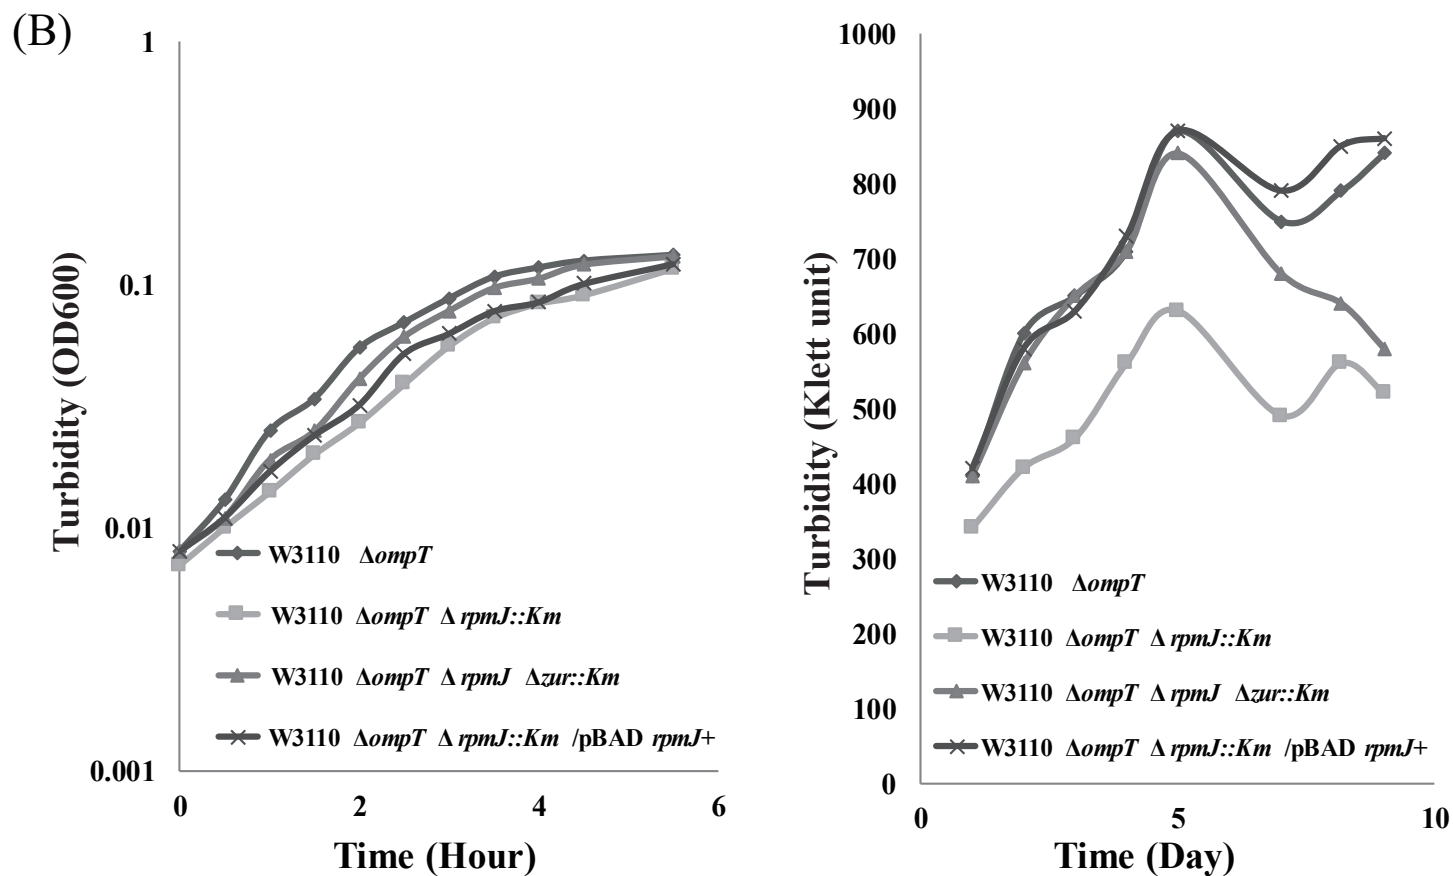 (B)
1
0.1
0.01
0.001
Turbidity (OD600)
W3110 ΔompT
W3110 ΔompT Δ rpmJ::Km
W3110 ΔompT Δ rpmJ Δzur::Km
W3110 ΔompT Δ rpmJ::Km /pBAD rpmJ+
0 2 4 6
Time (Hour)
1000
900
800
700
600
500
400
300
200
100
0
Turbidity (Klett unit)
W3110 ΔompT
W3110 ΔompT Δ rpmJ::Km
W3110 ΔompT Δ rpmJ Δzur::Km
W3110 ΔompT Δ rpmJ::Km /pBAD rpmJ+
0 5 10
Time (Day)